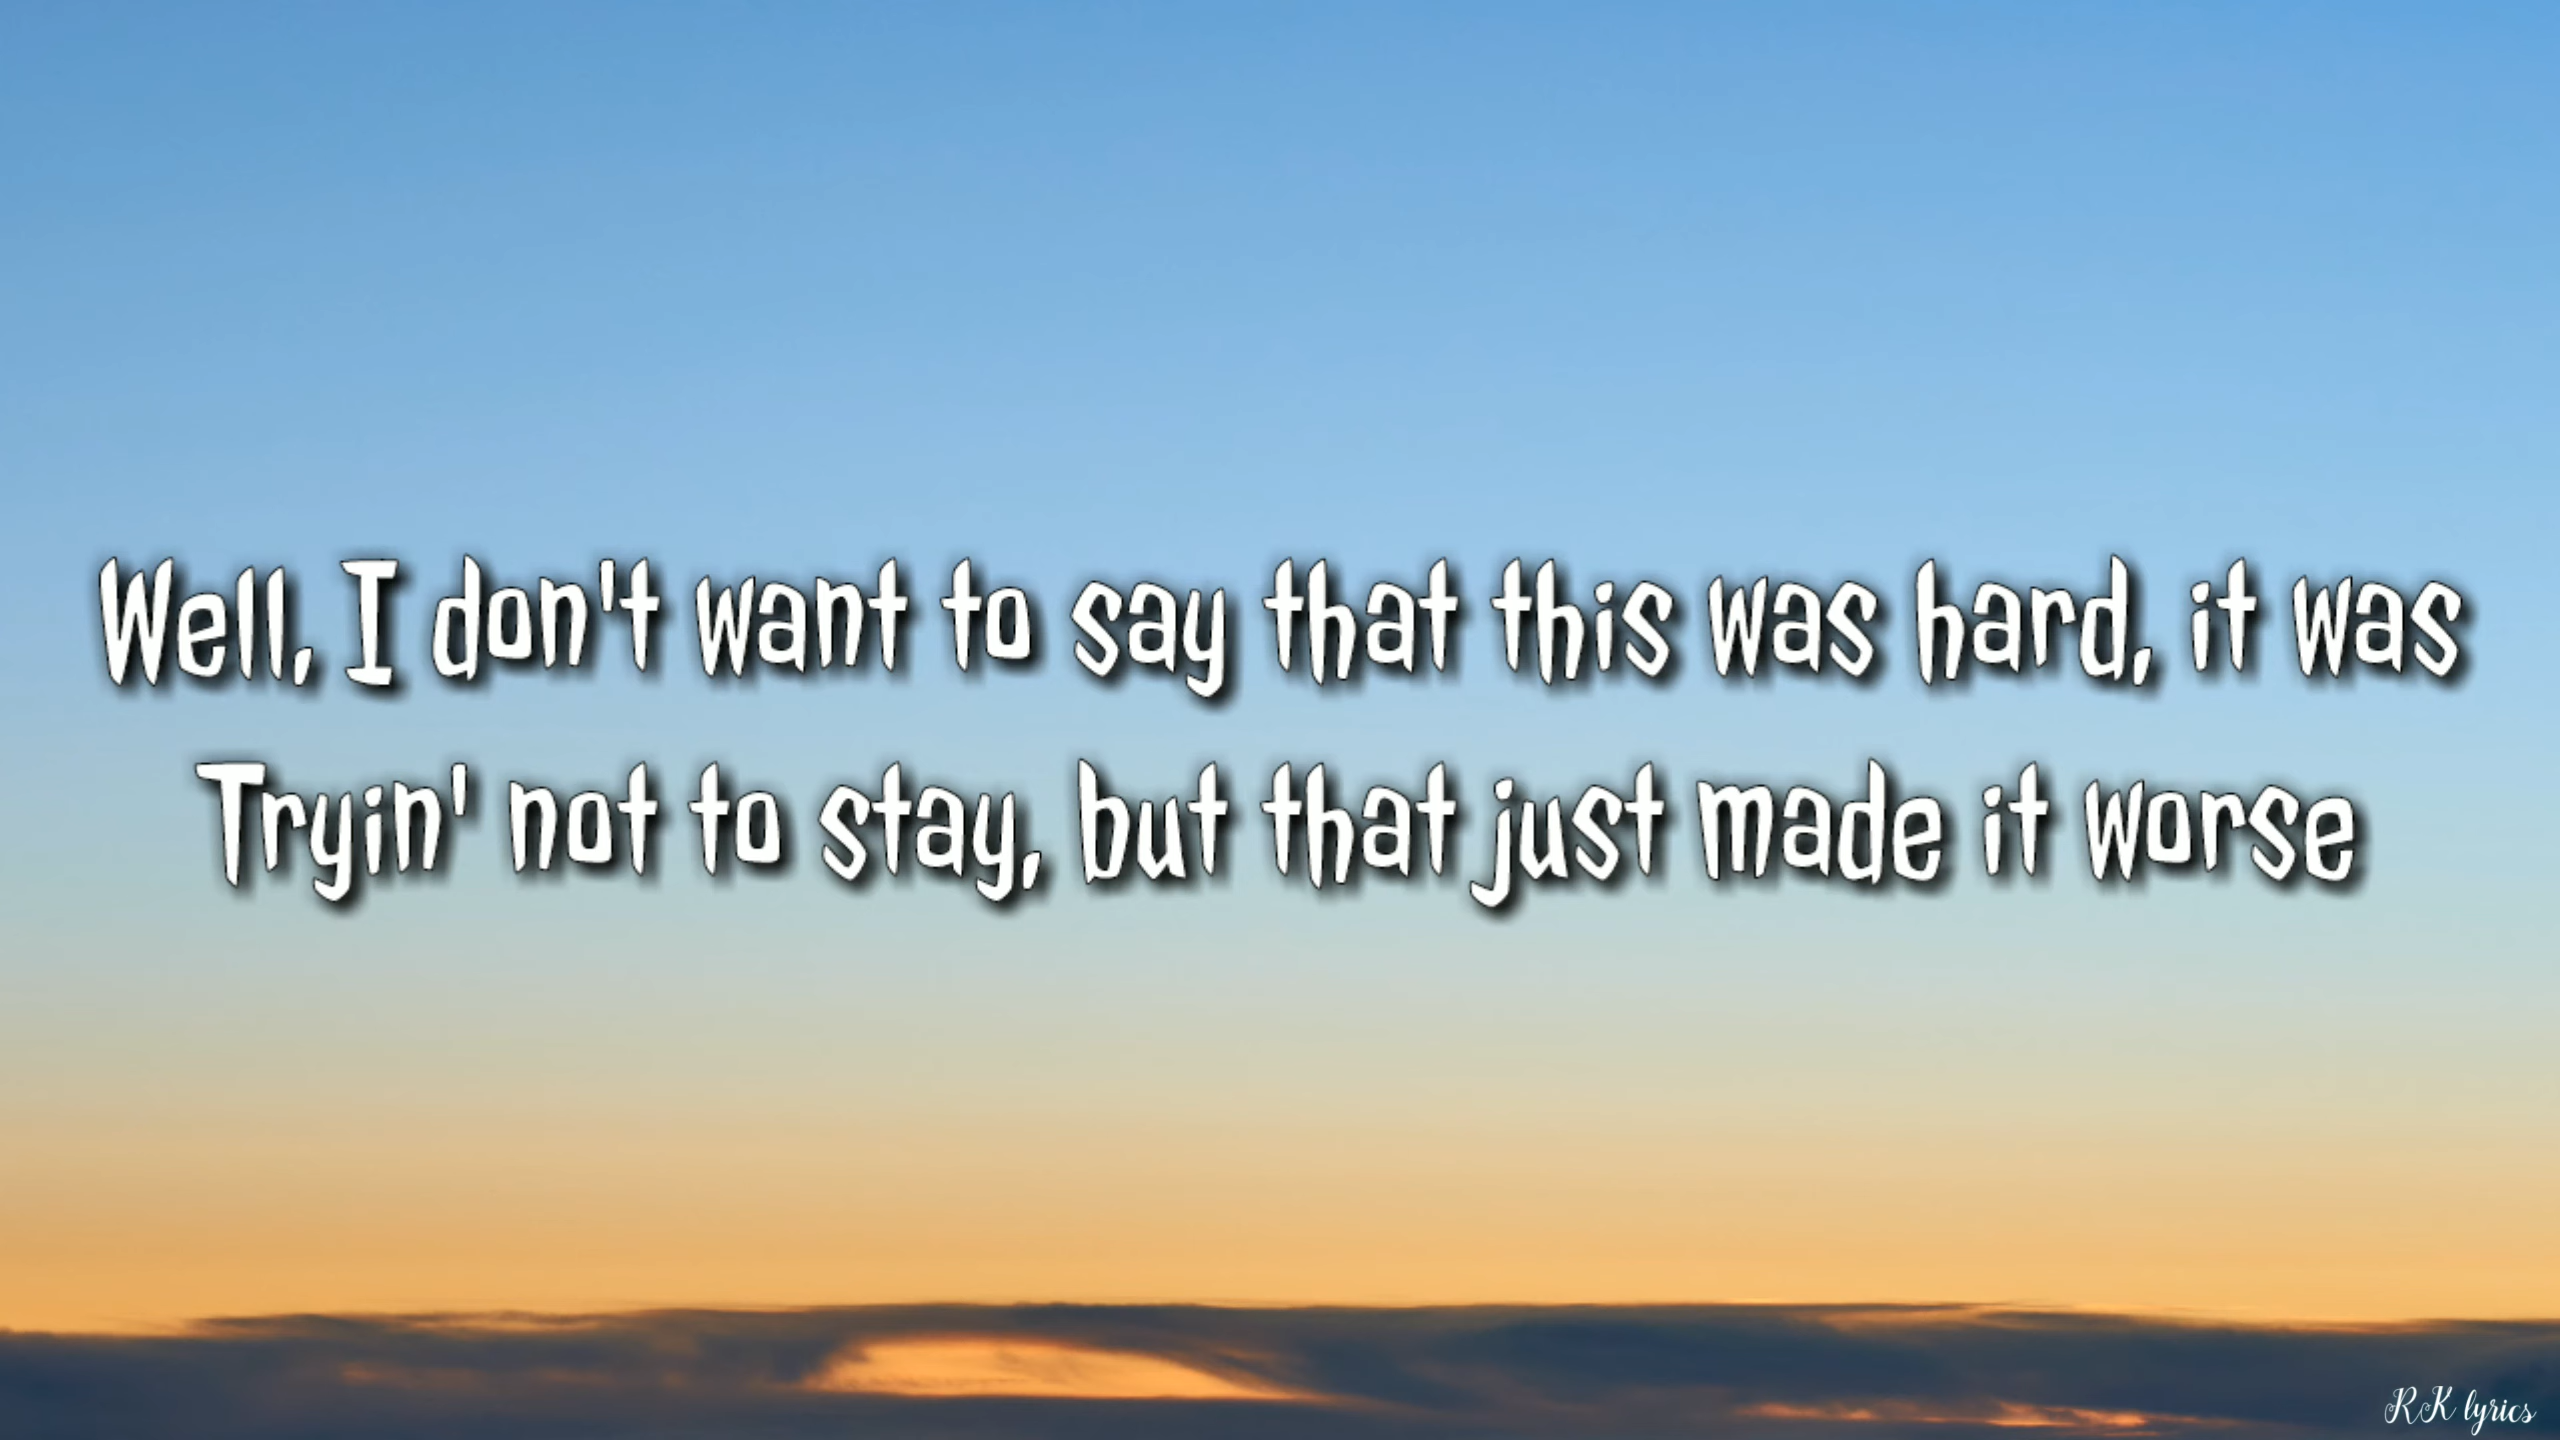 Well, I don't want to say that this was hard, it was
Tryin' not to stay, but that just made it worse
RK lyrics